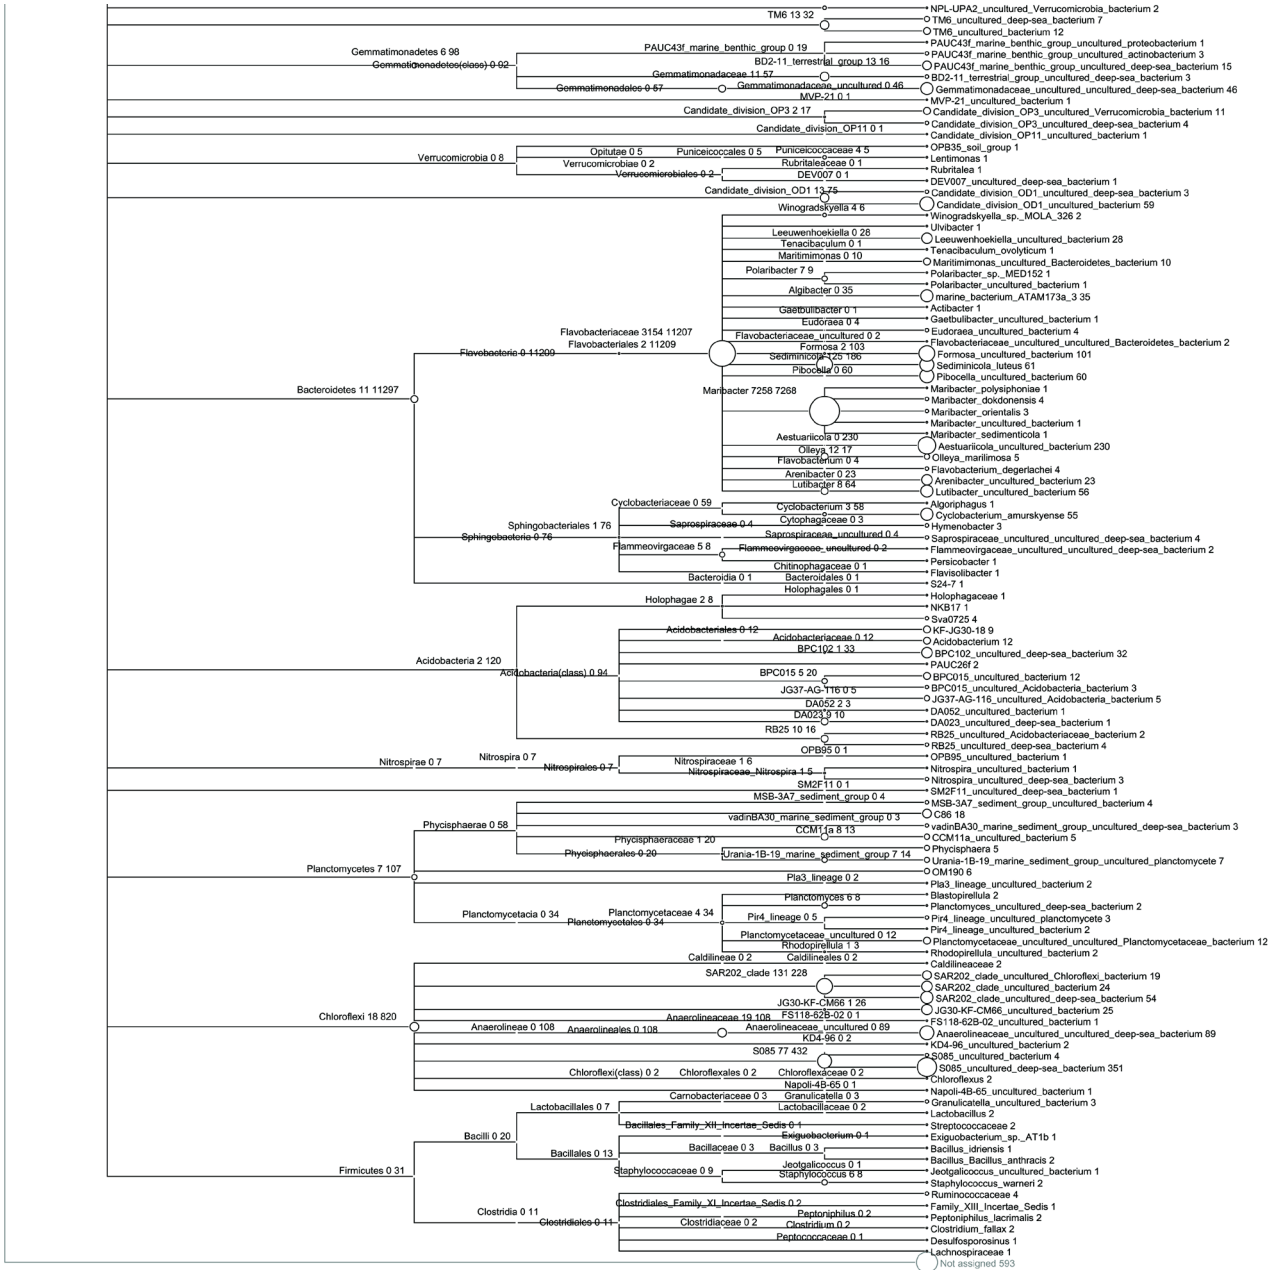 NPL-UPA2_uncultured_Verrucomicrobia_bacterium 2
TM6 13 32
TM6_uncultured_deep-sea_bacterium 7
TM6_uncultured_bacterium 12
PAUC43f_marine_benthic_group_uncultured_proteobacterium 1
Gemmatimonadetes 6 98
PAUC43f_marine_benthic_group 0 19
PAUC43f_marine_benthic_group_uncultured_actinobacterium 3
Gemmatimonadetes(class) 0 92
BD2-11_terrestrial_group 13 16
PAUC43f_marine_benthic_group_uncultured_deep-sea_bacterium 15
Gemmatimonadaceae 11 57
BD2-11_terrestrial_group_uncultured_deep-sea_bacterium 3
Gemmatimonadales 0 57
Gemmatimonadaceae_uncultured 0 46
Gemmatimonadaceae_uncultured_uncultured_deep-sea_bacterium 46
MVP-21 0 1
MVP-21_uncultured_bacterium 1
Candidate_division_OP3 2 17
Candidate_division_OP3_uncultured_Verrucomicrobia_bacterium 11
Candidate_division_OP3_uncultured_deep-sea_bacterium 4
Candidate_division_OP11 0 1
Candidate_division_OP11_uncultured_bacterium 1
OPB35_soil_group 1
Verrucomicrobia 0 8
Opitutae 0 5
Puniceicoccales 0 5
Puniceicoccaceae 4 5
Lentimonas 1
Verrucomicrobiae 0 2
Rubritaleaceae 0 1
Rubritalea 1
Verrucomicrobiales 0 2
DEV007 0 1
DEV007_uncultured_deep-sea_bacterium 1
Candidate_division_OD1 13 75
Candidate_division_OD1_uncultured_deep-sea_bacterium 3
Candidate_division_OD1_uncultured_bacterium 59
Winogradskyella 4 6
Winogradskyella_sp._MOLA_326 2
Ulvibacter 1
Leeuwenhoekiella 0 28
Leeuwenhoekiella_uncultured_bacterium 28
Tenacibaculum 0 1
Tenacibaculum_ovolyticum 1
Maritimimonas 0 10
Maritimimonas_uncultured_Bacteroidetes_bacterium 10
Polaribacter 7 9
Polaribacter_sp._MED152 1
Polaribacter_uncultured_bacterium 1
Algibacter 0 35
marine_bacterium_ATAM173a_3 35
Actibacter 1
Gaetbulibacter 0 1
Gaetbulibacter_uncultured_bacterium 1
Eudoraea 0 4
Eudoraea_uncultured_bacterium 4
Flavobacteriaceae 3154 11207
Flavobacteriaceae_uncultured 0 2
Flavobacteriaceae_uncultured_uncultured_Bacteroidetes_bacterium 2
Flavobacteriales 2 11209
Flavobacteria 0 11209
Formosa 2 103
Formosa_uncultured_bacterium 101
Sediminicola 125 186
Sediminicola_luteus 61
Pibocella 0 60
Pibocella_uncultured_bacterium 60
Bacteroidetes 11 11297
Maribacter 7258 7268
Maribacter_polysiphoniae 1
Maribacter_dokdonensis 4
Maribacter_orientalis 3
Maribacter_uncultured_bacterium 1
Maribacter_sedimenticola 1
Aestuariicola 0 230
Aestuariicola_uncultured_bacterium 230
Olleya 12 17
Olleya_marilimosa 5
Flavobacterium 0 4
Flavobacterium_degerlachei 4
Arenibacter 0 23
Arenibacter_uncultured_bacterium 23
Lutibacter 8 64
Lutibacter_uncultured_bacterium 56
Cyclobacteriaceae 0 59
Algoriphagus 1
Cyclobacterium 3 58
Cyclobacterium_amurskyense 55
Sphingobacteriales 1 76
Saprospiraceae 0 4
Cytophagaceae 0 3
Hymenobacter 3
Sphingobacteria 0 76
Saprospiraceae_uncultured 0 4
Saprospiraceae_uncultured_uncultured_deep-sea_bacterium 4
Flammeovirgaceae 5 8
Flammeovirgaceae_uncultured 0 2
Flammeovirgaceae_uncultured_uncultured_deep-sea_bacterium 2
Persicobacter 1
Chitinophagaceae 0 1
Flavisolibacter 1
Bacteroidia 0 1
Bacteroidales 0 1
S24-7 1
Holophagales 0 1
Holophagae 2 8
Holophagaceae 1
NKB17 1
Sva0725 4
Acidobacteriales 0 12
KF-JG30-18 9
Acidobacteriaceae 0 12
Acidobacterium 12
BPC102 1 33
BPC102_uncultured_deep-sea_bacterium 32
Acidobacteria 2 120
PAUC26f 2
Acidobacteria(class) 0 94
BPC015 5 20
BPC015_uncultured_bacterium 12
BPC015_uncultured_Acidobacteria_bacterium 3
JG37-AG-116 0 5
JG37-AG-116_uncultured_Acidobacteria_bacterium 5
DA052 2 3
DA052_uncultured_bacterium 1
DA023 9 10
DA023_uncultured_deep-sea_bacterium 1
RB25 10 16
RB25_uncultured_Acidobacteriaceae_bacterium 2
RB25_uncultured_deep-sea_bacterium 4
OPB95 0 1
OPB95_uncultured_bacterium 1
Nitrospirae 0 7
Nitrospira 0 7
Nitrospirales 0 7
Nitrospiraceae 1 6
Nitrospiraceae_Nitrospira 1 5
Nitrospira_uncultured_bacterium 1
Nitrospira_uncultured_deep-sea_bacterium 3
SM2F11 0 1
SM2F11_uncultured_deep-sea_bacterium 1
MSB-3A7_sediment_group 0 4
MSB-3A7_sediment_group_uncultured_bacterium 4
C86 18
Phycisphaerae 0 58
vadinBA30_marine_sediment_group 0 3
vadinBA30_marine_sediment_group_uncultured_deep-sea_bacterium 3
CCM11a 8 13
CCM11a_uncultured_bacterium 5
Phycisphaeraceae 1 20
Phycisphaera 5
Phycisphaerales 0 20
Urania-1B-19_marine_sediment_group 7 14
Urania-1B-19_marine_sediment_group_uncultured_planctomycete 7
Planctomycetes 7 107
OM190 6
Pla3_lineage 0 2
Pla3_lineage_uncultured_bacterium 2
Blastopirellula 2
Planctomyces 6 8
Planctomyces_uncultured_deep-sea_bacterium 2
Planctomycetacia 0 34
Planctomycetaceae 4 34
Planctomycetales 0 34
Pir4_lineage 0 5
Pir4_lineage_uncultured_planctomycete 3
Pir4_lineage_uncultured_bacterium 2
Planctomycetaceae_uncultured 0 12
Planctomycetaceae_uncultured_uncultured_Planctomycetaceae_bacterium 12
Rhodopirellula 1 3
Rhodopirellula_uncultured_bacterium 2
Caldilineae 0 2
Caldilineales 0 2
Caldilineaceae 2
SAR202_clade 131 228
SAR202_clade_uncultured_Chloroflexi_bacterium 19
SAR202_clade_uncultured_bacterium 24
SAR202_clade_uncultured_deep-sea_bacterium 54
JG30-KF-CM66 1 26
JG30-KF-CM66_uncultured_bacterium 25
Chloroflexi 18 820
Anaerolineaceae 19 108
FS118-62B-02 0 1
FS118-62B-02_uncultured_bacterium 1
Anaerolineae 0 108
Anaerolineales 0 108
Anaerolineaceae_uncultured 0 89
Anaerolineaceae_uncultured_uncultured_deep-sea_bacterium 89
KD4-96 0 2
KD4-96_uncultured_bacterium 2
S085 77 432
S085_uncultured_bacterium 4
S085_uncultured_deep-sea_bacterium 351
Chloroflexi(class) 0 2
Chloroflexales 0 2
Chloroflexaceae 0 2
Chloroflexus 2
Napoli-4B-65 0 1
Napoli-4B-65_uncultured_bacterium 1
Carnobacteriaceae 0 3
Granulicatella 0 3
Granulicatella_uncultured_bacterium 3
Lactobacillales 0 7
Lactobacillaceae 0 2
Lactobacillus 2
Bacillales_Family_XII_Incertae_Sedis 0 1
Streptococcaceae 2
Bacilli 0 20
Exiguobacterium 0 1
Exiguobacterium_sp._AT1b 1
Bacillales 0 13
Bacillaceae 0 3
Bacillus 0 3
Bacillus_idriensis 1
Bacillus_Bacillus_anthracis 2
Firmicutes 0 31
Staphylococcaceae 0 9
Jeotgalicoccus 0 1
Jeotgalicoccus_uncultured_bacterium 1
Staphylococcus 6 8
Staphylococcus_warneri 2
Ruminococcaceae 4
Clostridiales_Family_XI_Incertae_Sedis 0 2
Family_XIII_Incertae_Sedis 1
Clostridia 0 11
Peptoniphilus 0 2
Peptoniphilus_lacrimalis 2
Clostridiales 0 11
Clostridiaceae 0 2
Clostridium 0 2
Clostridium_fallax 2
Peptococcaceae 0 1
Desulfosporosinus 1
Lachnospiraceae 1
Not assigned 593